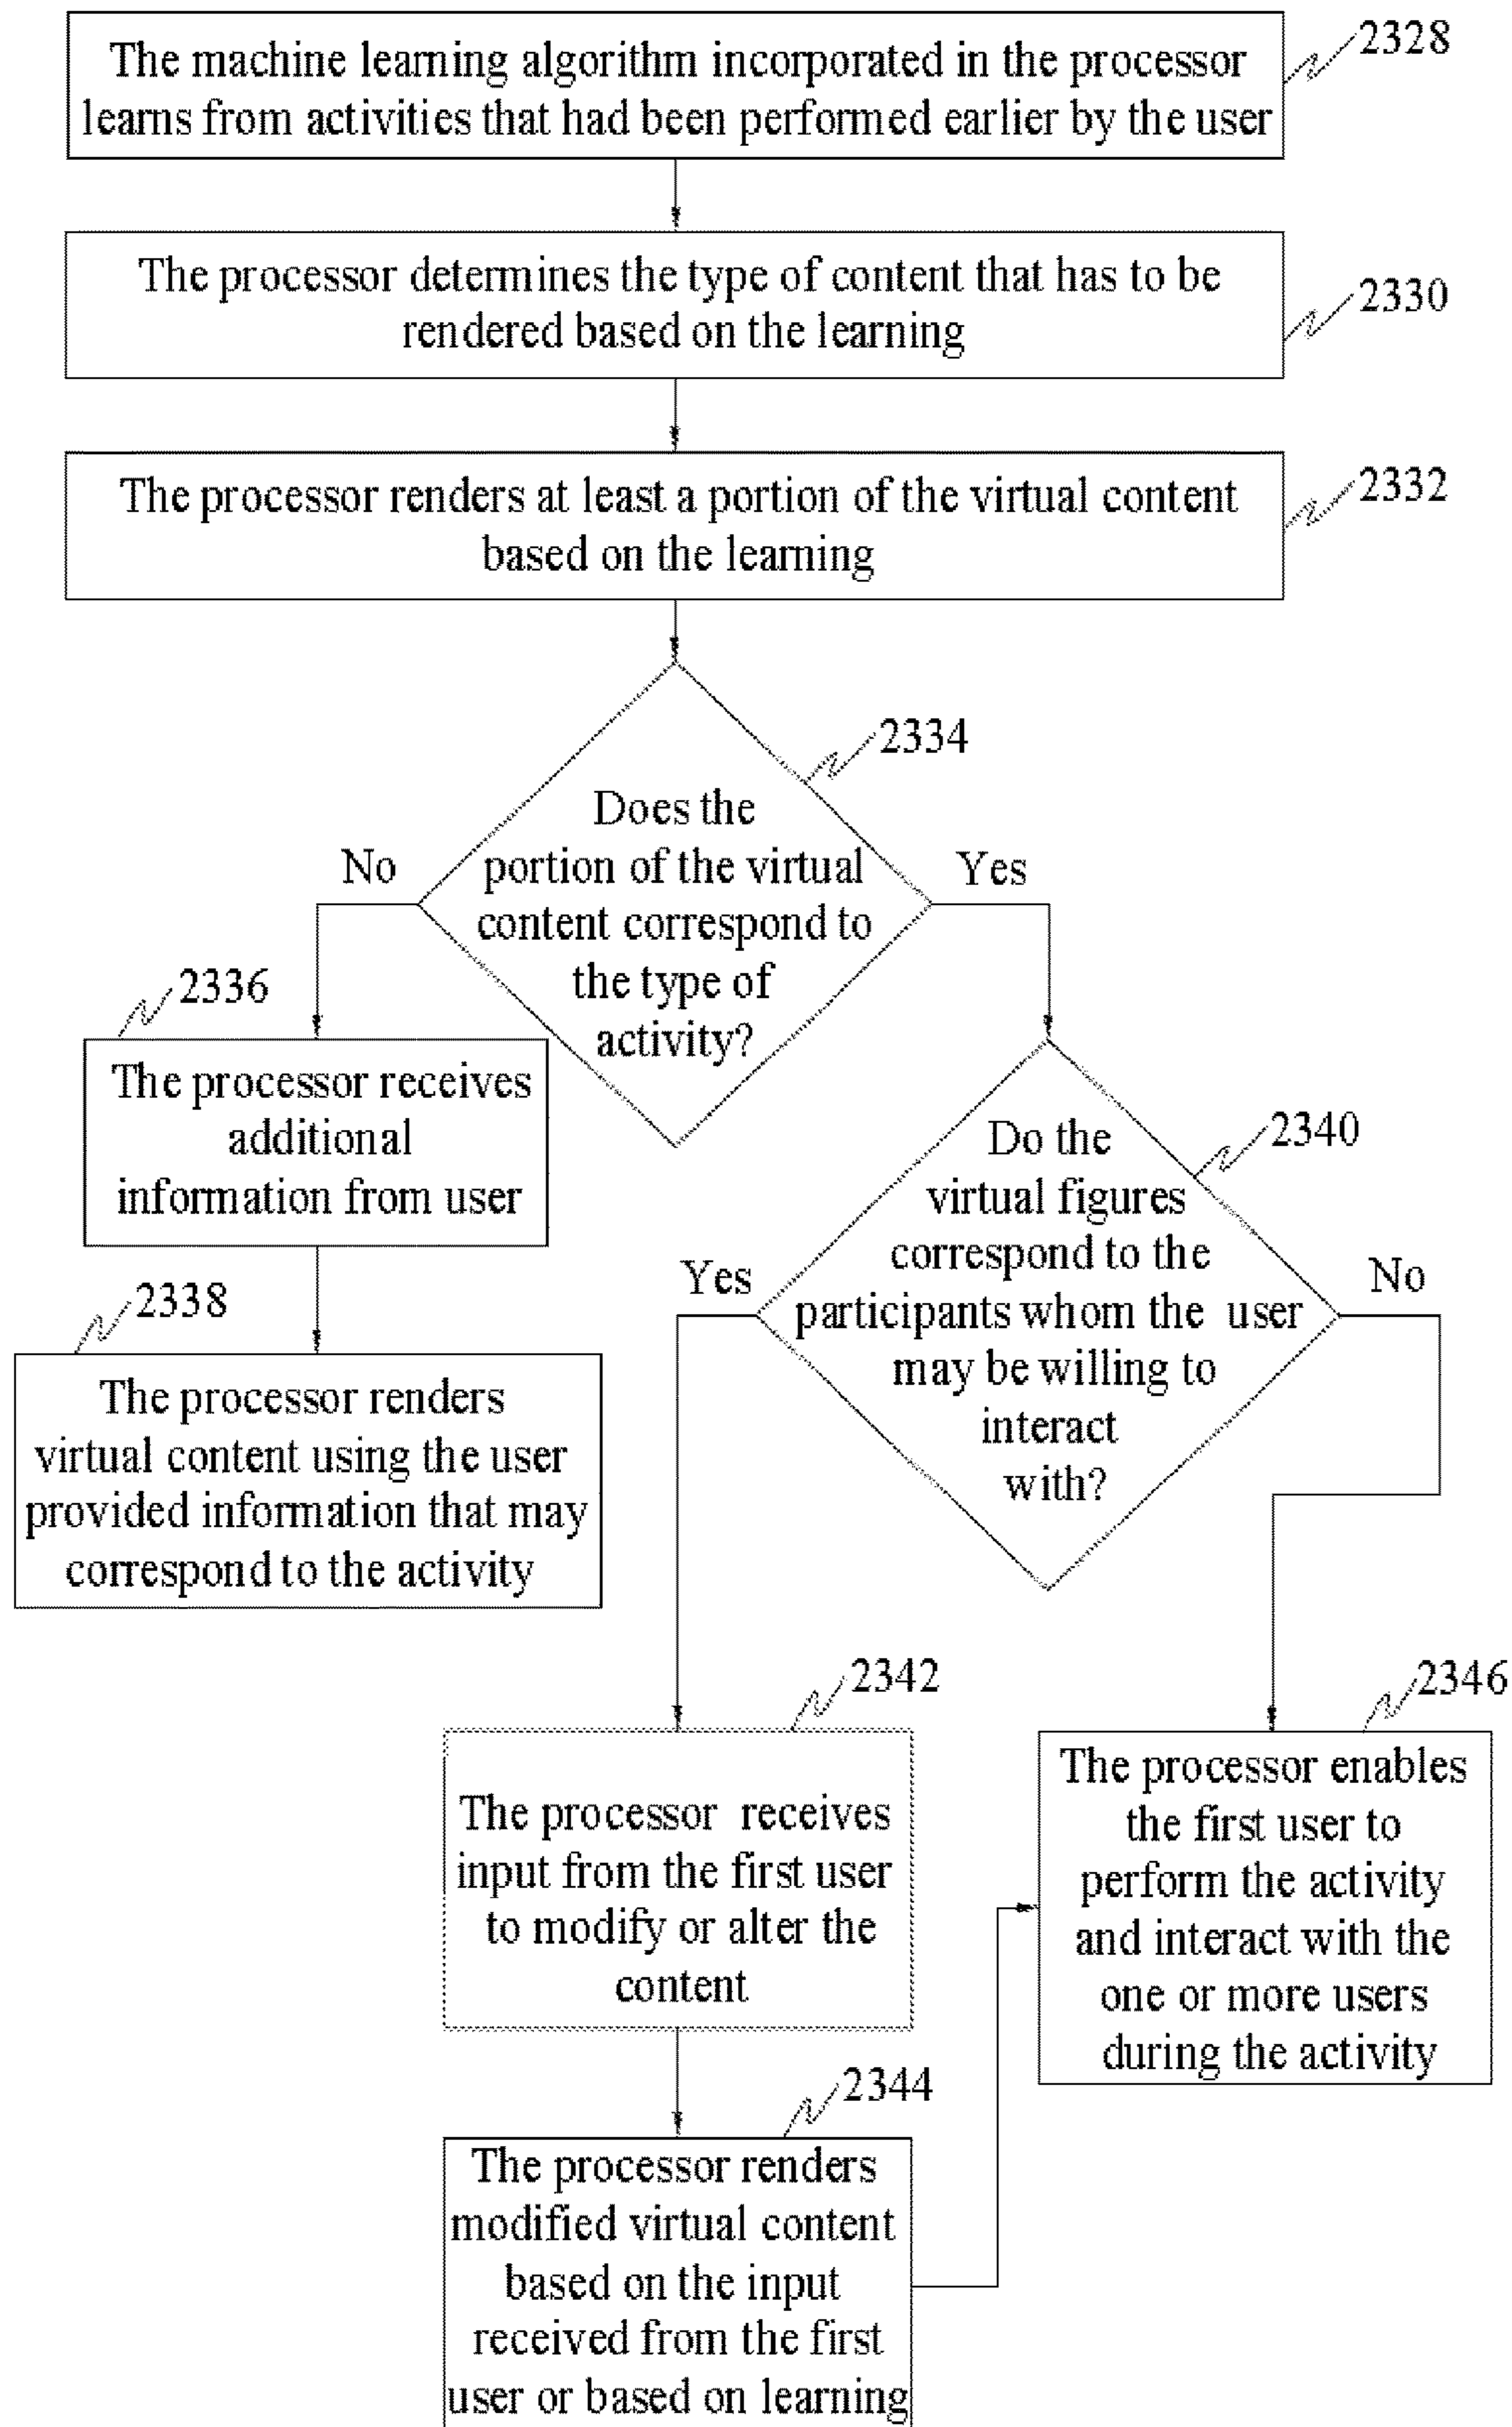 The machine learning algorithm incorporated in the processor
learns from activities that had been performed earlier by the user
2328
The processor determines the type of content that has to be
rendered based on the learning
2330
The processor renders at least a portion of the virtual content
based on the learning
2332
2334
Does the
portion of the virtual
content correspond to
the type of
activity?
No
Yes
2336
The processor receives
additional
information from user
2338
The processor renders
virtual content using the user
provided information that may
correspond to the activity
2340
Do the
virtual figures
correspond to the
participants whom the user
may be willing to
interact
with?
Yes
No
2342
The processor receives
input from the first user
to modify or alter the
content
2344
The processor renders
modified virtual content
based on the input
received from the first
user or based on learning
2346
The processor enables
the first user to
perform the activity
and interact with the
one or more users
during the activity